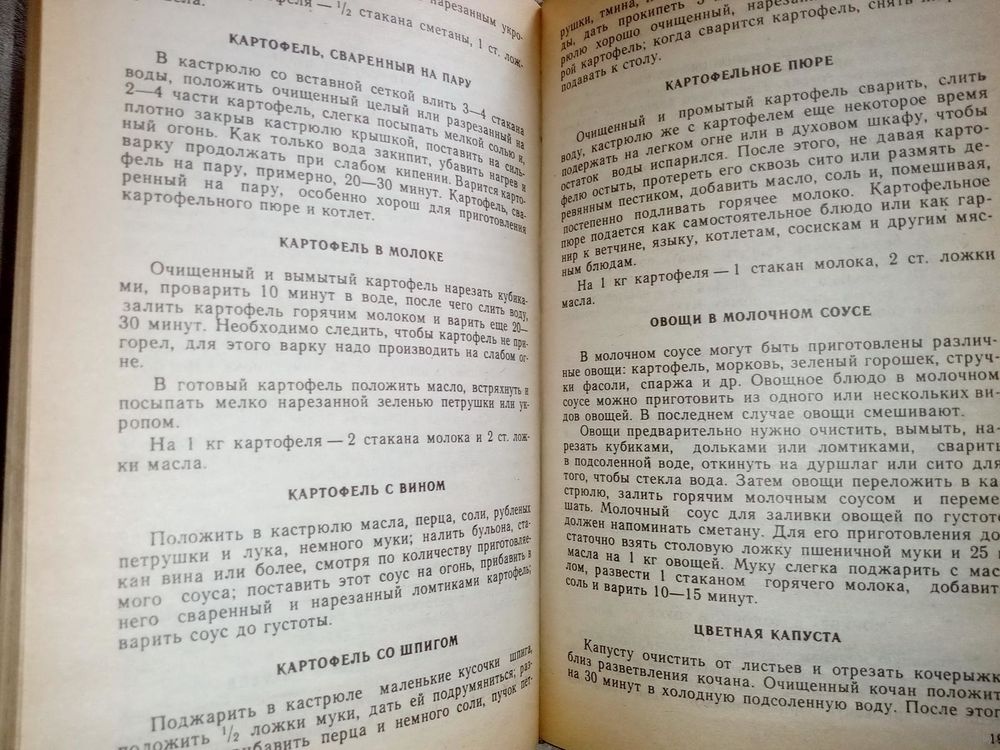 нарезанным укро-
картофеля — 1/2 стакана сметаны, 1 ст. лож-
масла.
КАРТОФЕЛЬ, СВАРЕННЫЙ НА ПАРУ
В кастрюлю со вставной сеткой влить 3—4 стакана
воды, положить очищенный целый или разрезанный на
2—4 части картофель, слегка посыпать мелкой солью и,
плотно закрыв кастрюлю крышкой, поставить на силь-
ный огонь. Как только вода закипит, убавить нагрев и
варку продолжать при слабом кипении. Варится карто-
фель на пару, примерно, 20—30 минут. Картофель, сва-
ренный на пару, особенно хорош для приготовления
картофельного пюре и котлет.
КАРТОФЕЛЬ В МОЛОКЕ
Очищенный и вымытый картофель нарезать кубика-
ми, проварить 10 минут в воде, после чего слить воду,
залить картофель горячим молоком и варить еще 20—
30 минут. Необходимо следить, чтобы картофель не при-
горел, для этого варку надо производить на слабом ог-
не.
В готовый картофель положить масло, встряхнуть и
посыпать мелко нарезанной зеленью петрушки или ук-
ропом.
На 1 кг картофеля — 2 стакана молока и 2 ст. лож-
ки масла.
КАРТОФЕЛЬ С ВИНОМ
Положить в кастрюлю масла, перца, соли, рубленых
петрушки и лука, немного муки; налить бульона, ста-
кан вина или более, смотря по количеству приготовляе-
мого соуса; поставить этот соус на огонь, прибавить в
него сваренный и нарезанный ломтиками картофель;
варить соус до густоты.
КАРТОФЕЛЬ СО ШПИГОМ
Поджарить в кастрюле маленькие кусочки шпига,
положить 1/2 ложки муки, дать ей подрумяниться; раз-
прибавить перца и немного соли, пучок пет-
рушки, тмина,
ды, дать прокипеть
рюлю хорошо очищенный,
рой картофель; когда сварится картофель, снять
подавать к столу.
КАРТОФЕЛЬНОЕ ПЮРЕ
Очищенный и промытый картофель сварить, слить
воду, кастрюлю же с картофелем еще некоторое время
подержать на легком огне или в духовом шкафу, чтобы
остаток воды испарился. После этого, не давая карто-
фелю остыть, протереть его сквозь сито или размять де-
ревянным пестиком, добавить масло, соль и, помешивая,
постепенно подливать горячее молоко. Картофельное
пюре подается как самостоятельное блюдо или как гар-
нир к ветчине, языку, котлетам, сосискам и другим мяс-
ным блюдам.
На 1 кг картофеля — 1 стакан молока, 2 ст. ложки
масла.
ОВОЩИ В МОЛОЧНОМ СОУСЕ
В молочном соусе могут быть приготовлены различ-
ные овощи: картофель, морковь, зеленый горошек, струч-
ки фасоли, спаржа и др. Овощное блюдо в молочном
соусе можно приготовить из одного или нескольких ви-
дов овощей. В последнем случае овощи смешивают.
Овощи предварительно нужно очистить, вымыть, на-
резать кубиками, дольками или ломтиками, сварить
в подсоленной воде, откинуть на дуршлаг или сито для
того, чтобы стекла вода. Затем овощи переложить в ка
стрюлю, залить горячим молочным соусом и переме
шать. Молочный соус для заливки овощей по густоте
должен напоминать сметану. Для его приготовления до
статочно взять столовую ложку пшеничной муки и 25 г
масла на 1 кг овощей. Муку слегка поджарить с мас
лом, развести 1 стаканом горячего молока, добавит
соль и варить 10—15 минут.
ЦВЕТНАЯ КАПУСТА
Капусту очистить от листьев и отрезать кочерыжк
близ разветвления кочана. Очищенный кочан положит
на 30 минут в холодную подсоленную воду. После этог